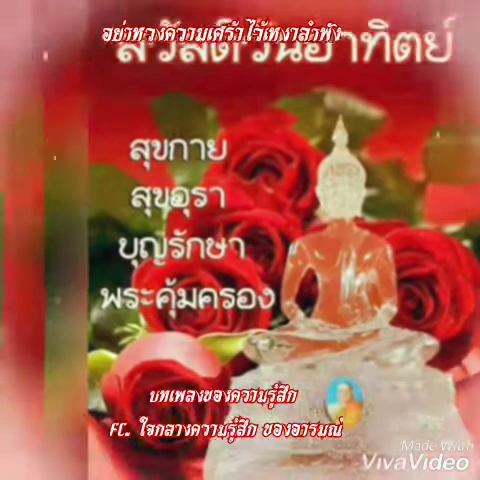 อย่าหวงความเศร้าไว้เหงาลำพัง
สวัสดีวันอาทิตย์
สุขกาย
สุขอุรา
บุญรักษา
พระคุ้มครอง
บทเพลงของความรู้สึก
FC.. ใจกลางความรู้สึก ของอารมณ์
Made With
VivaVideo